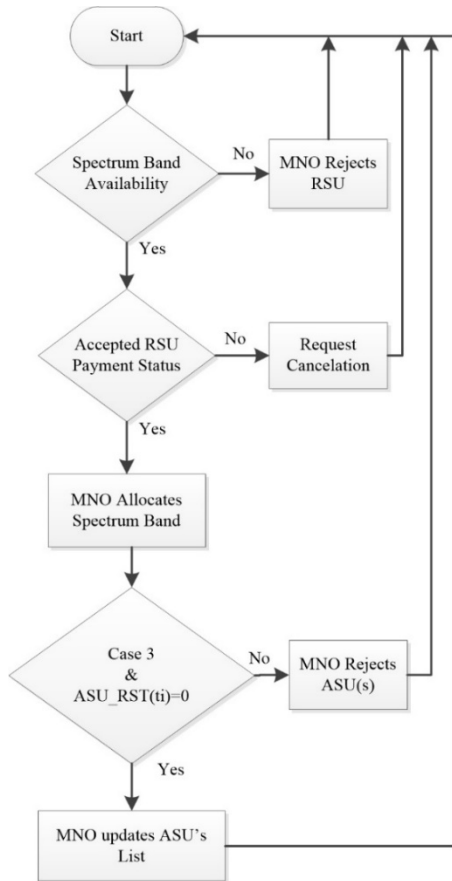 Start
Spectrum Band
Availability
No
MNO Rejects
RSU
Yes
Accepted RSU
Payment Status
No
Request
Cancelation
Yes
MNO Allocates
Spectrum Band
Case 3
&
ASU_RST(ti)=0
No
MNO Rejects
ASU(s)
Yes
MNO updates ASU's
List